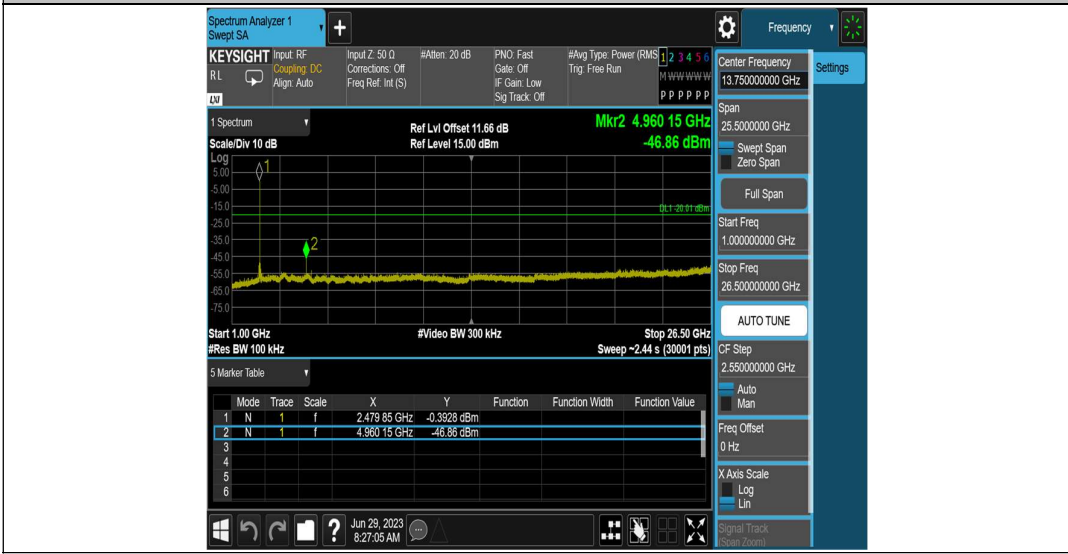 Spectrum Analyzer 1
Swept SA
+
Frequency
KEYSIGHT
RL
LXI
Input: RF
Coupling: DC
Align: Auto
Input Z: 50 Ω
Corrections: Off
Freq Ref: Int (S)
#Atten: 20 dB
PNO: Fast
Gate: Off
IF Gain: Low
Sig Track: Off
#Avg Type: Power (RMS
Trig: Free Run
1 2 3 4 5 6
M W W W W W
P P P P P P
1 Spectrum
Scale/Div 10 dB
Ref Lvl Offset 11.66 dB
Ref Level 15.00 dBm
Mkr2 4.960 15 GHz
-46.86 dBm
Log
5.00
-5.00
-15.0
-25.0
-35.0
-45.0
-55.0
-65.0
-75.0
1
2
DL1 -20.01 dBm
Start 1.00 GHz
#Res BW 100 kHz
#Video BW 300 kHz
Stop 26.50 GHz
Sweep ~2.44 s (30001 pts)
5 Marker Table
Mode Trace Scale X Y Function Function Width Function Value
1 N 1 f 2.479 85 GHz -0.3928 dBm
2 N 1 f 4.960 15 GHz -46.86 dBm
3
4
5
6
?
Jun 29, 2023
8:27:05 AM
Center Frequency
13.750000000 GHz
Settings
Span
25.5000000 GHz
Swept Span
Zero Span
Full Span
Start Freq
1.000000000 GHz
Stop Freq
26.500000000 GHz
AUTO TUNE
CF Step
2.550000000 GHz
Auto
Man
Freq Offset
0 Hz
X Axis Scale
Log
Lin
Signal Track
(Span Zoom)